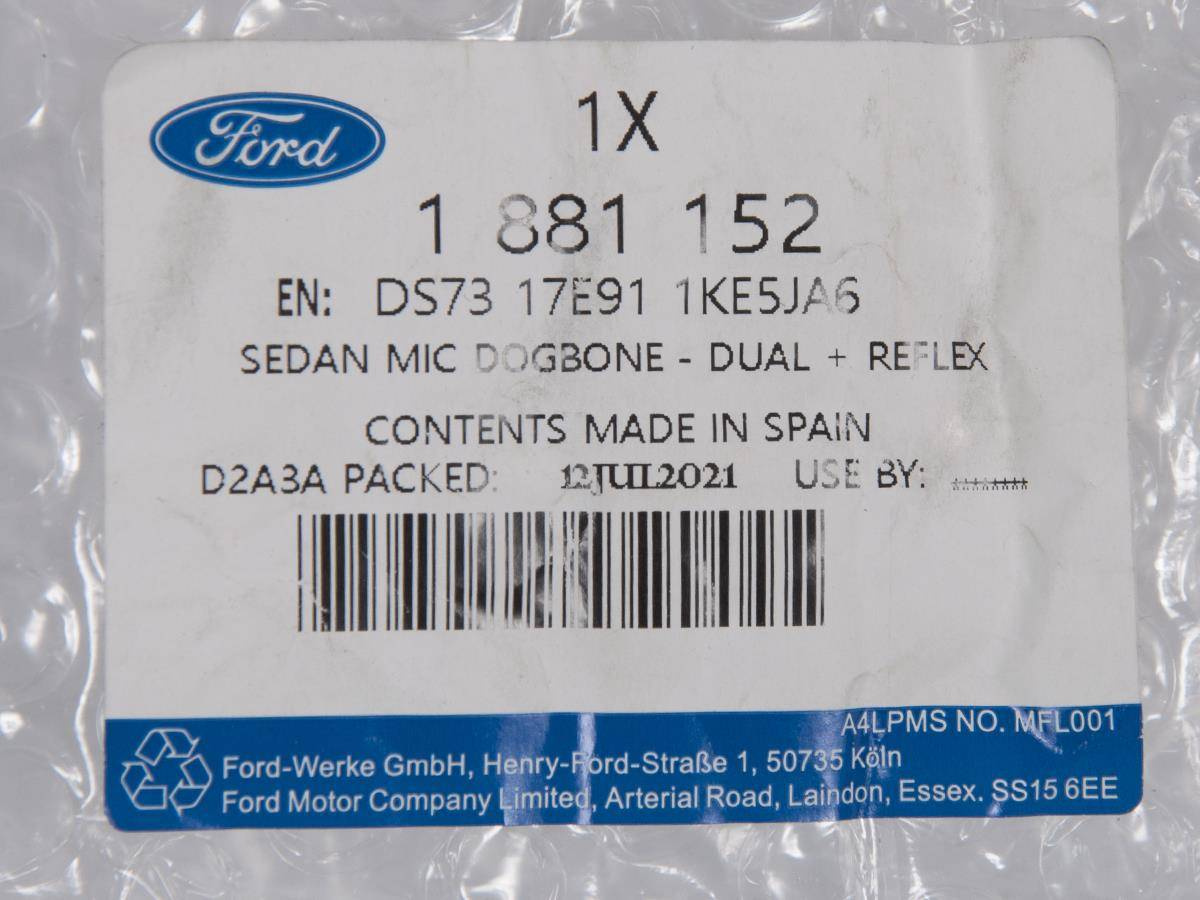 Ford
1X
1 881 152
EN: DS73 17E91 1KE5JA6
SEDAN MIC DOGBONE - DUAL + REFLEX
CONTENTS MADE IN SPAIN
D2A3A PACKED: 12JUL2021 USE BY: ********
A4LPMS NO. MFL001
Ford-Werke GmbH, Henry-Ford-Straße 1, 50735 Köln
Ford Motor Company Limited, Arterial Road, Laindon, Essex. SS15 6EE